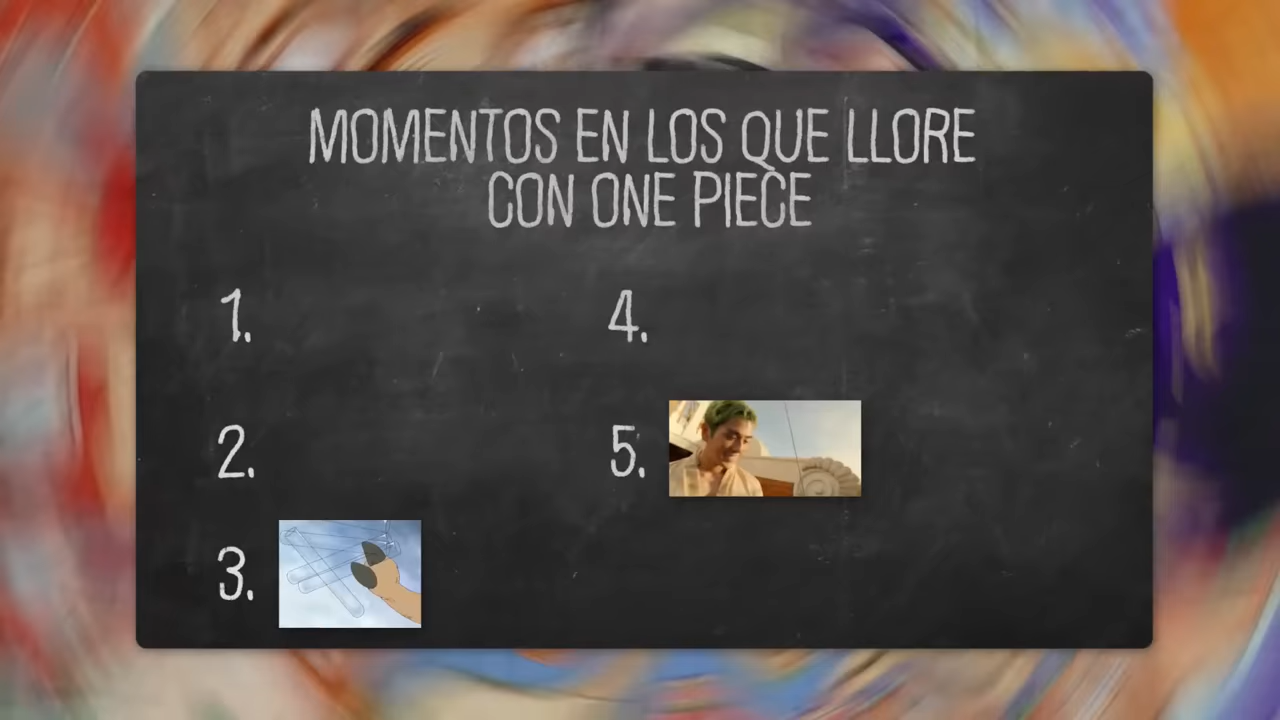 MOMENTOS EN LOS QUE LLORE
CON ONE PIECE
1.
2.
3.
4.
5.